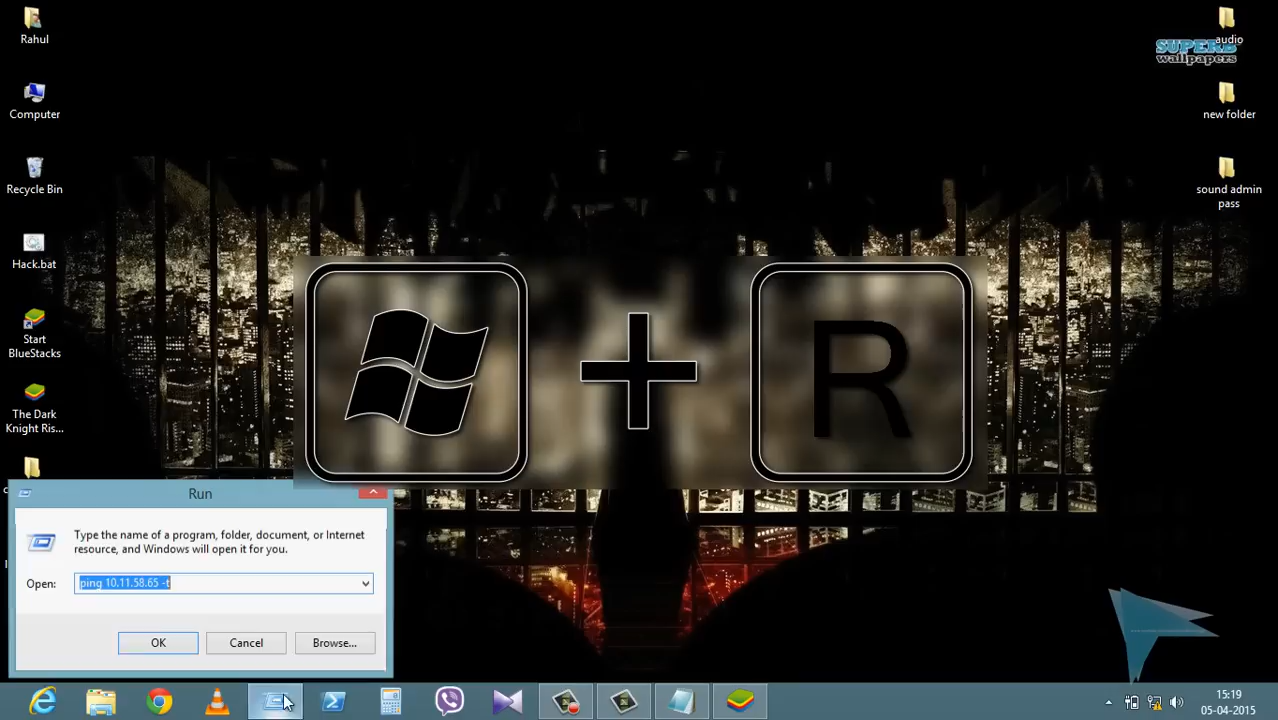 Rahul
Computer
Recycle Bin
Hack.bat
Start
BlueStacks
The Dark
Knight Ris...
audio
SUPERB
wallpapers
new folder
sound admin
pass
R
Run
Type the name of a program, folder, document, or Internet
resource, and Windows will open it for you.
Open:
ping 10.11.58.65 -t
OK
Cancel
Browse...
15:19
05-04-2015